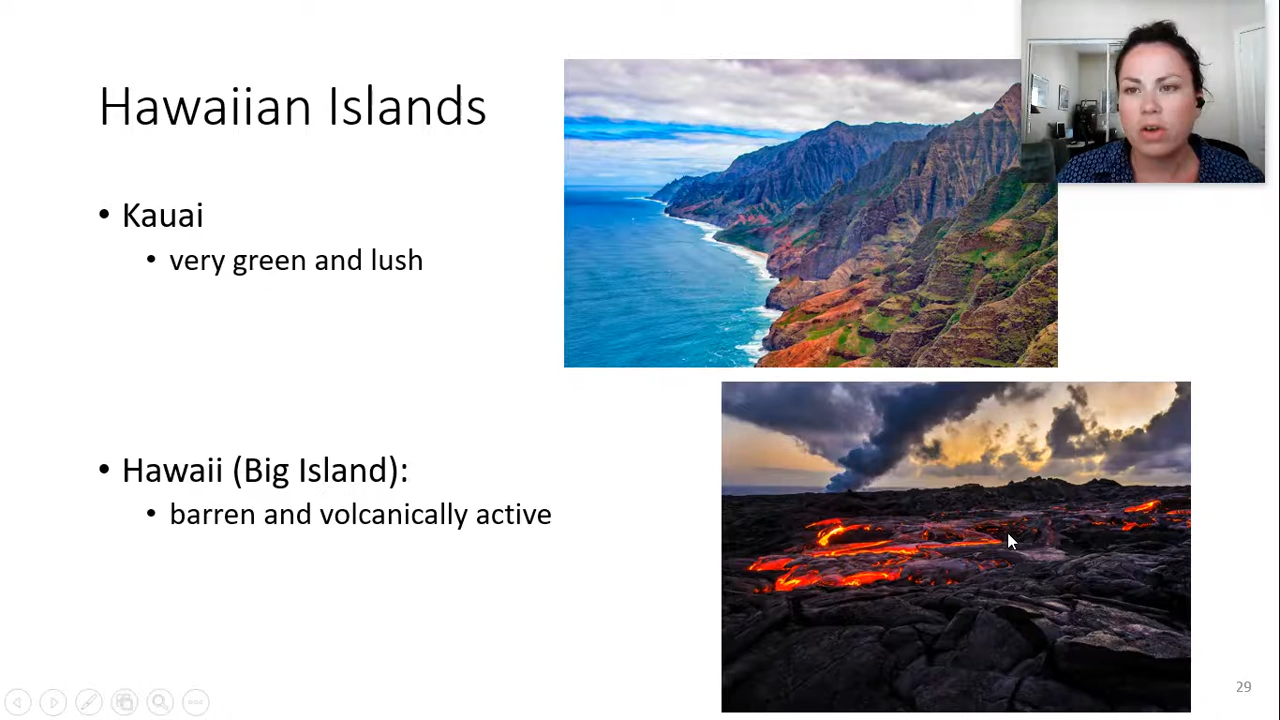 Hawaiian Islands
• Kauai
• very green and lush
• Hawaii (Big Island):
• barren and volcanically active
29